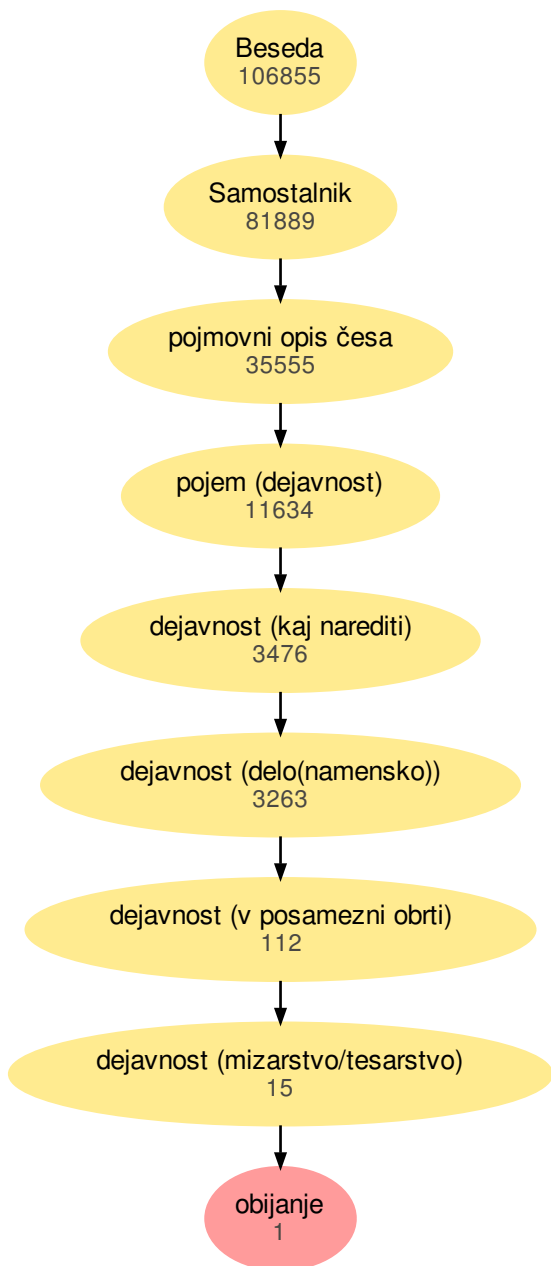 Beseda
106855
Samostalnik
81889
pojmovni opis česa
35555
pojem (dejavnost)
11634
dejavnost (kaj narediti)
3476
dejavnost (delo(namensko))
3263
dejavnost (v posamezni obrti)
112
dejavnost (mizarstvo/tesarstvo)
15
obijanje
1